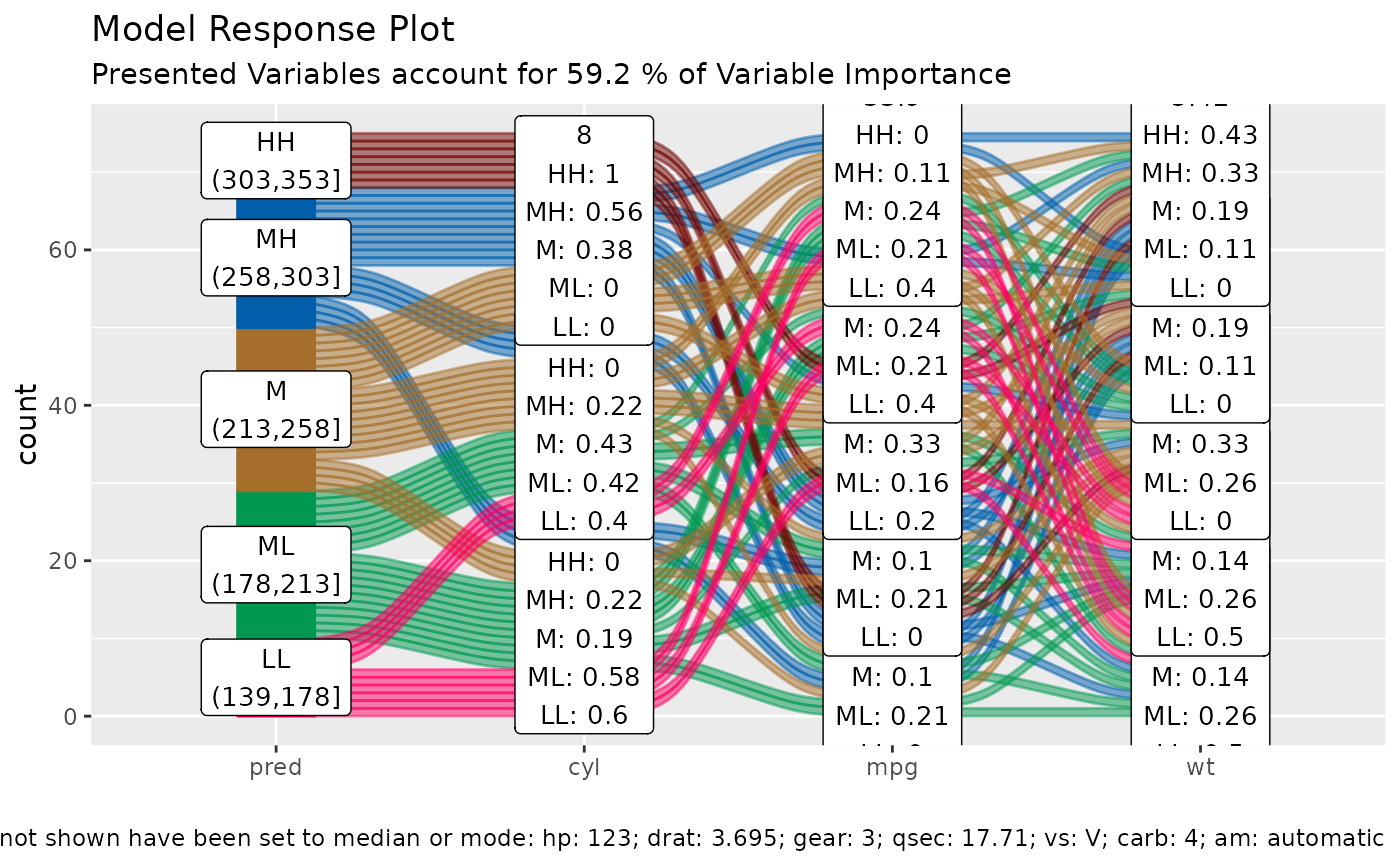 Model Response Plot
Presented Variables account for 59.2 % of Variable Importance
count
60
40
20
0
HH
(303,353]
MH
(258,303]
M
(213,258]
ML
(178,213]
LL
(139,178]
8
HH: 1
MH: 0.56
M: 0.38
ML: 0
LL: 0
HH: 0
MH: 0.22
M: 0.43
ML: 0.42
LL: 0.4
HH: 0
MH: 0.22
M: 0.19
ML: 0.58
LL: 0.6
HH: 0
MH: 0.11
M: 0.24
ML: 0.21
LL: 0.4
M: 0.24
ML: 0.21
LL: 0.4
M: 0.33
ML: 0.16
LL: 0.2
M: 0.1
ML: 0.21
LL: 0
M: 0.1
ML: 0.21
HH: 0.43
MH: 0.33
M: 0.19
ML: 0.11
LL: 0
M: 0.19
ML: 0.11
LL: 0
M: 0.33
ML: 0.26
LL: 0
M: 0.14
ML: 0.26
LL: 0.5
M: 0.14
ML: 0.26
pred
cyl
mpg
wt
not shown have been set to median or mode: hp: 123; drat: 3.695; gear: 3; qsec: 17.71; vs: V; carb: 4; am: automatic